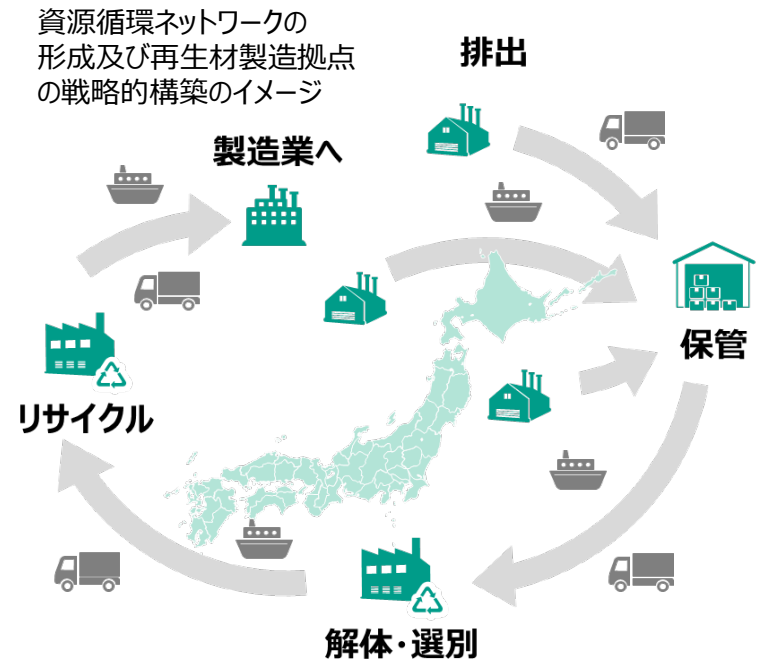 資源循環ネットワークの
形成及び再生材製造拠点
の戦略的構築のイメージ
排出
製造業へ
保管
リサイクル
解体・選別